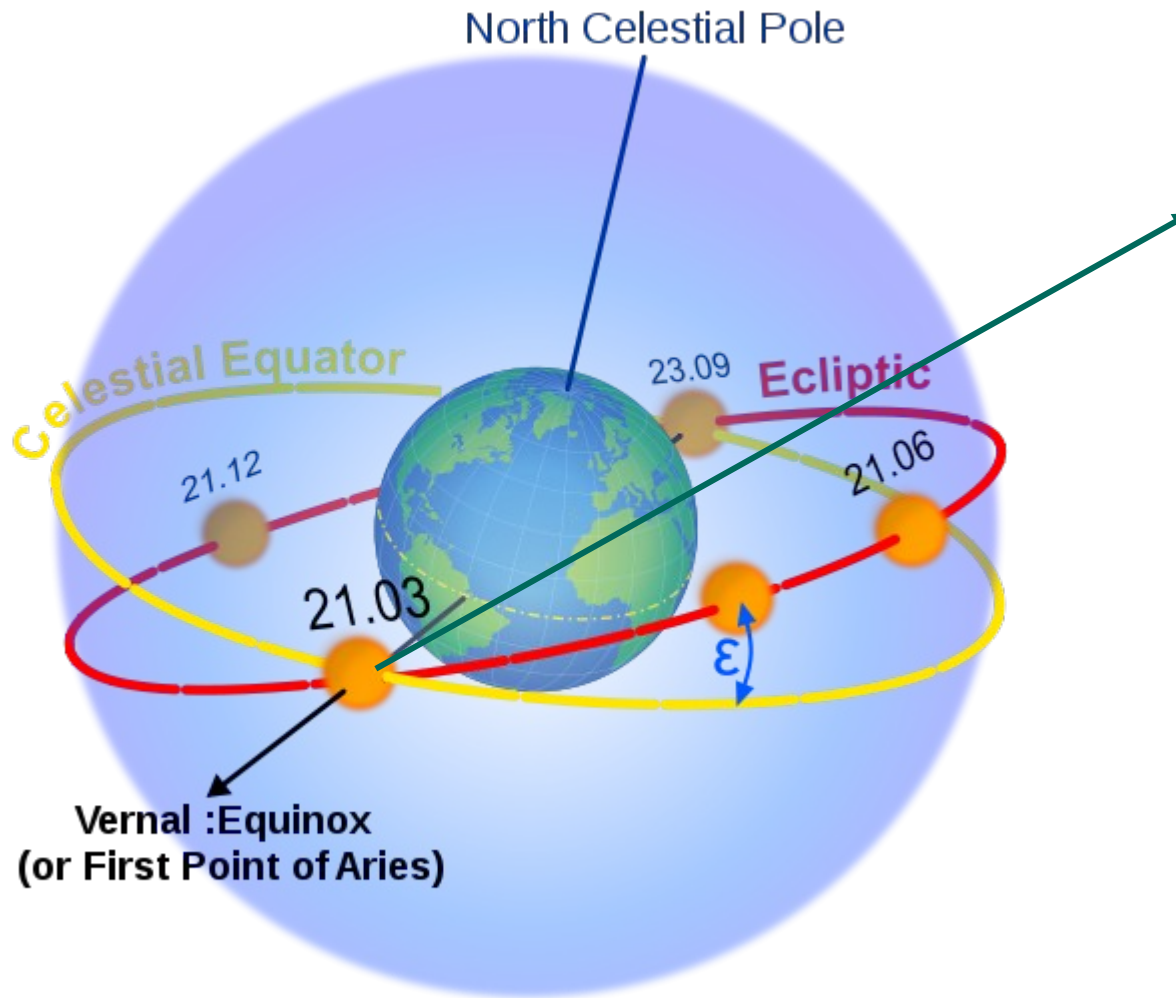 North Celestial Pole
Celestial Equator
23.09
Ecliptic
21.12
21.06
21.03
ε
Vernal :Equinox
(or First Point of Aries)